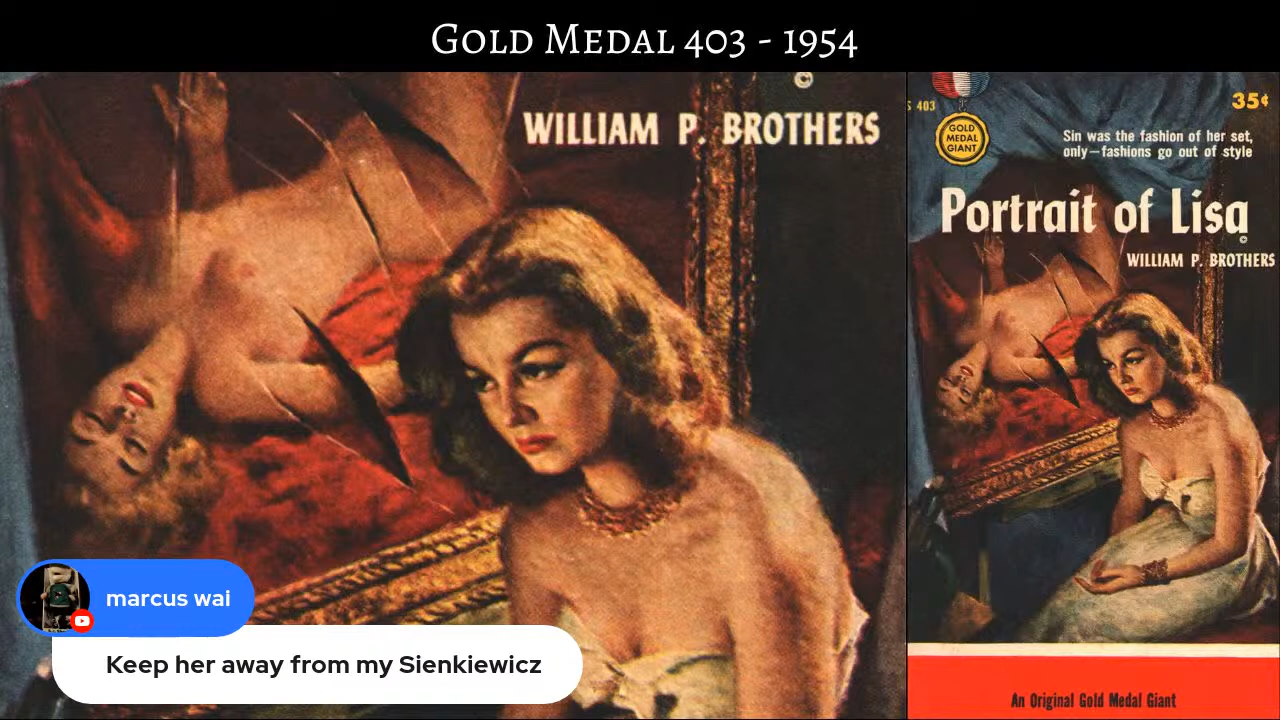 Gold Medal 403 - 1954
©
WILLIAM P. BROTHERS
S 403
35¢
GOLD
MEDAL
GIANT
Sin was the fashion of her set,
only—fashions go out of style
Portrait of Lisa
©
WILLIAM P. BROTHERS
An Original Gold Medal Giant
marcus wai
Keep her away from my Sienkiewicz